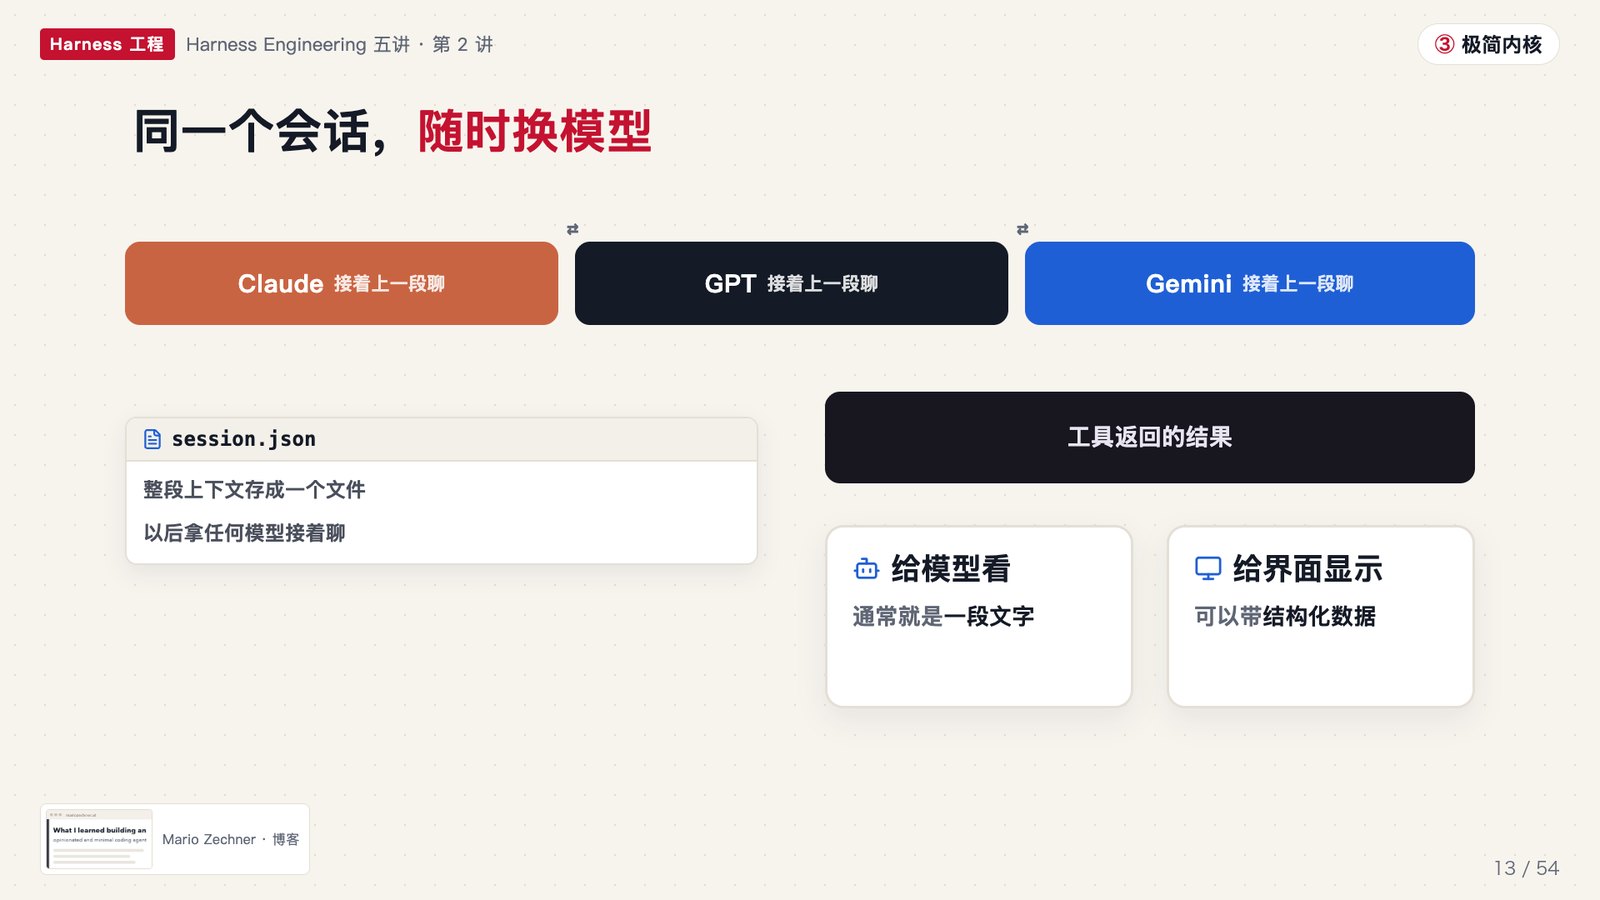 Harness 工程 Harness Engineering 五讲 · 第 2 讲
③ 极简内核
同一个会话，随时换模型
⇄ ⇄
Claude 接着上一段聊
GPT 接着上一段聊
Gemini 接着上一段聊
session.json
整段上下文存成一个文件
以后拿任何模型接着聊
工具返回的结果
给模型看
通常就是一段文字
给界面显示
可以带结构化数据
What I learned building an
opinionated and minimal coding agent
Mario Zechner · 博客
13 / 54